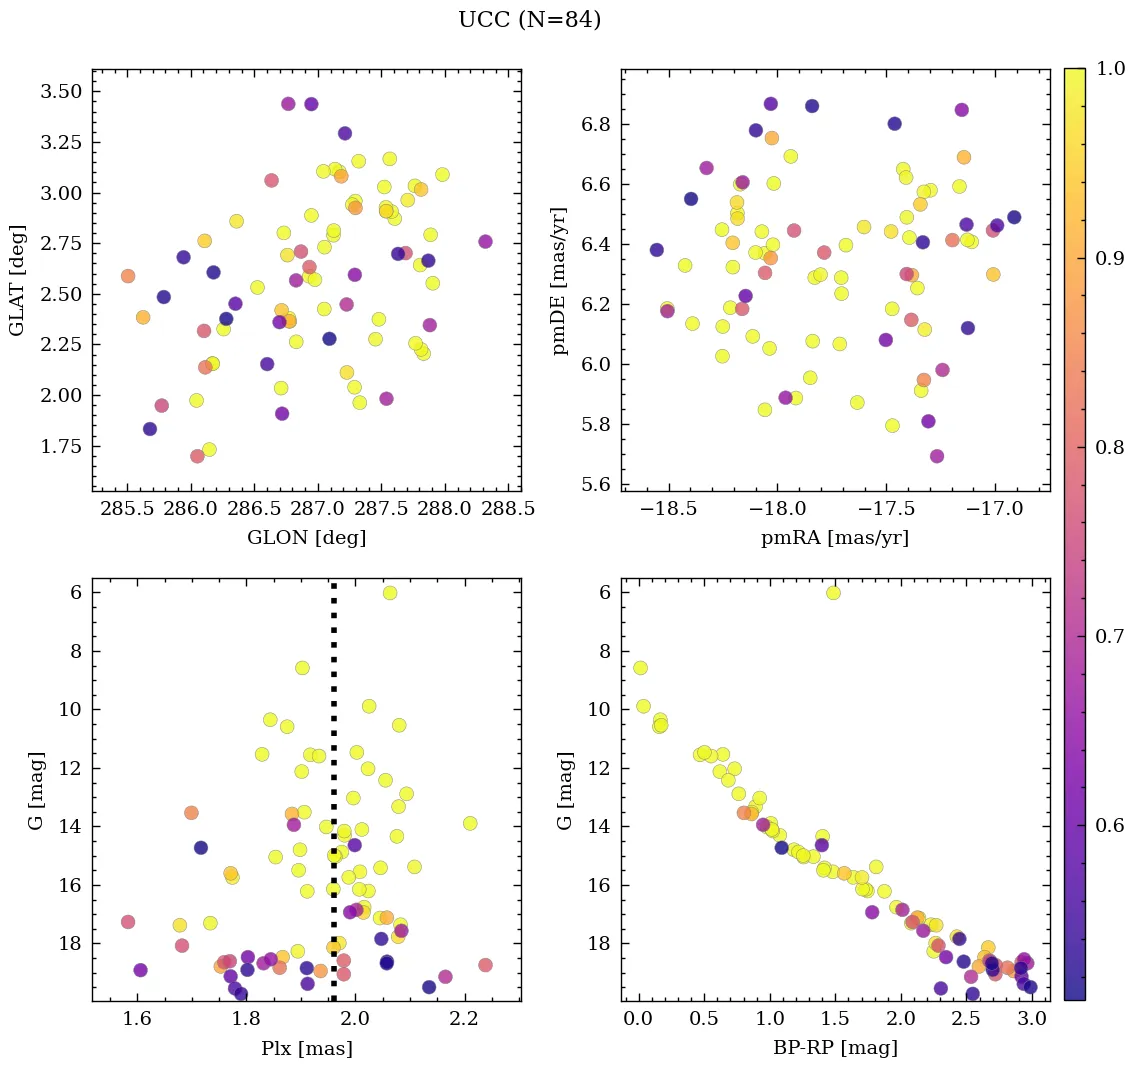 UCC (N=84)
3.50
3.25
3.00
2.75
2.50
2.25
2.00
1.75
GLAT [deg]
285.5 286.0 286.5 287.0 287.5 288.0 288.5
GLON [deg]
6.8
6.6
6.4
6.2
6.0
5.8
5.6
pmDE [mas/yr]
−18.5 −18.0 −17.5 −17.0
pmRA [mas/yr]
1.0
0.9
0.8
0.7
0.6
6
8
10
12
14
16
18
G [mag]
1.6 1.8 2.0 2.2
Plx [mas]
6
8
10
12
14
16
18
G [mag]
0.0 0.5 1.0 1.5 2.0 2.5 3.0
BP-RP [mag]